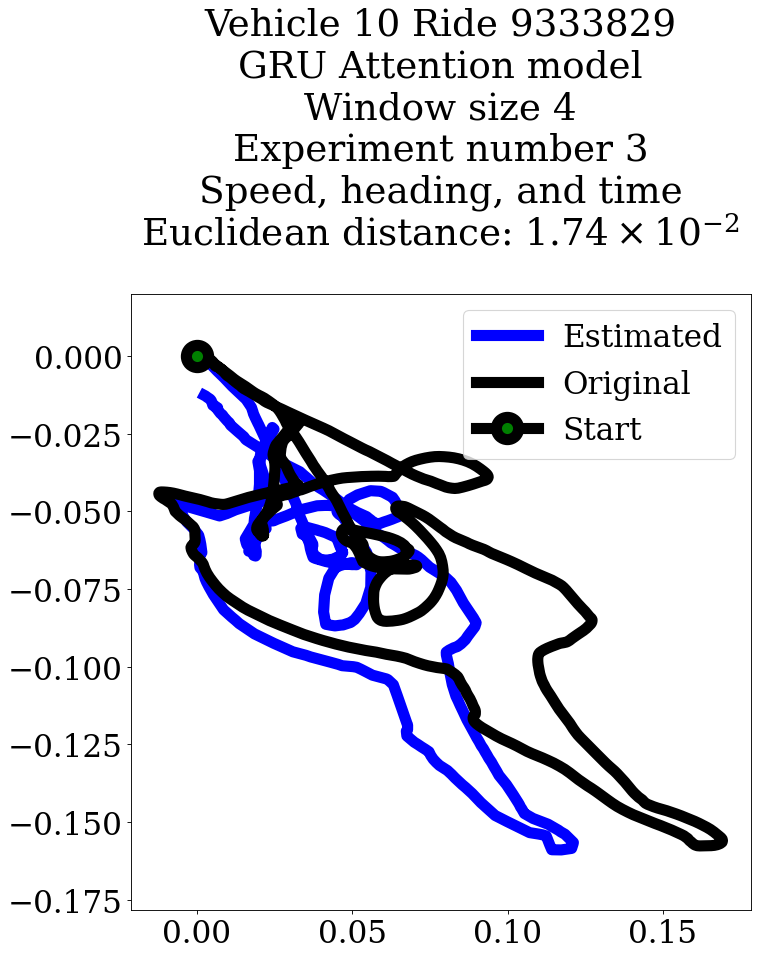 Vehicle 10 Ride 9333829
GRU Attention model
Window size 4
Experiment number 3
Speed, heading, and time
Euclidean distance: 1.74 × 10⁻²
Estimated
Original
Start
0.000
−0.025
−0.050
−0.075
−0.100
−0.125
−0.150
−0.175
0.00 0.05 0.10 0.15